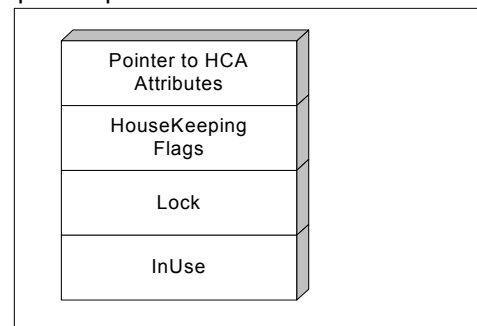 Pointer to HCA
Attributes
HouseKeeping
Flags
Lock
InUse